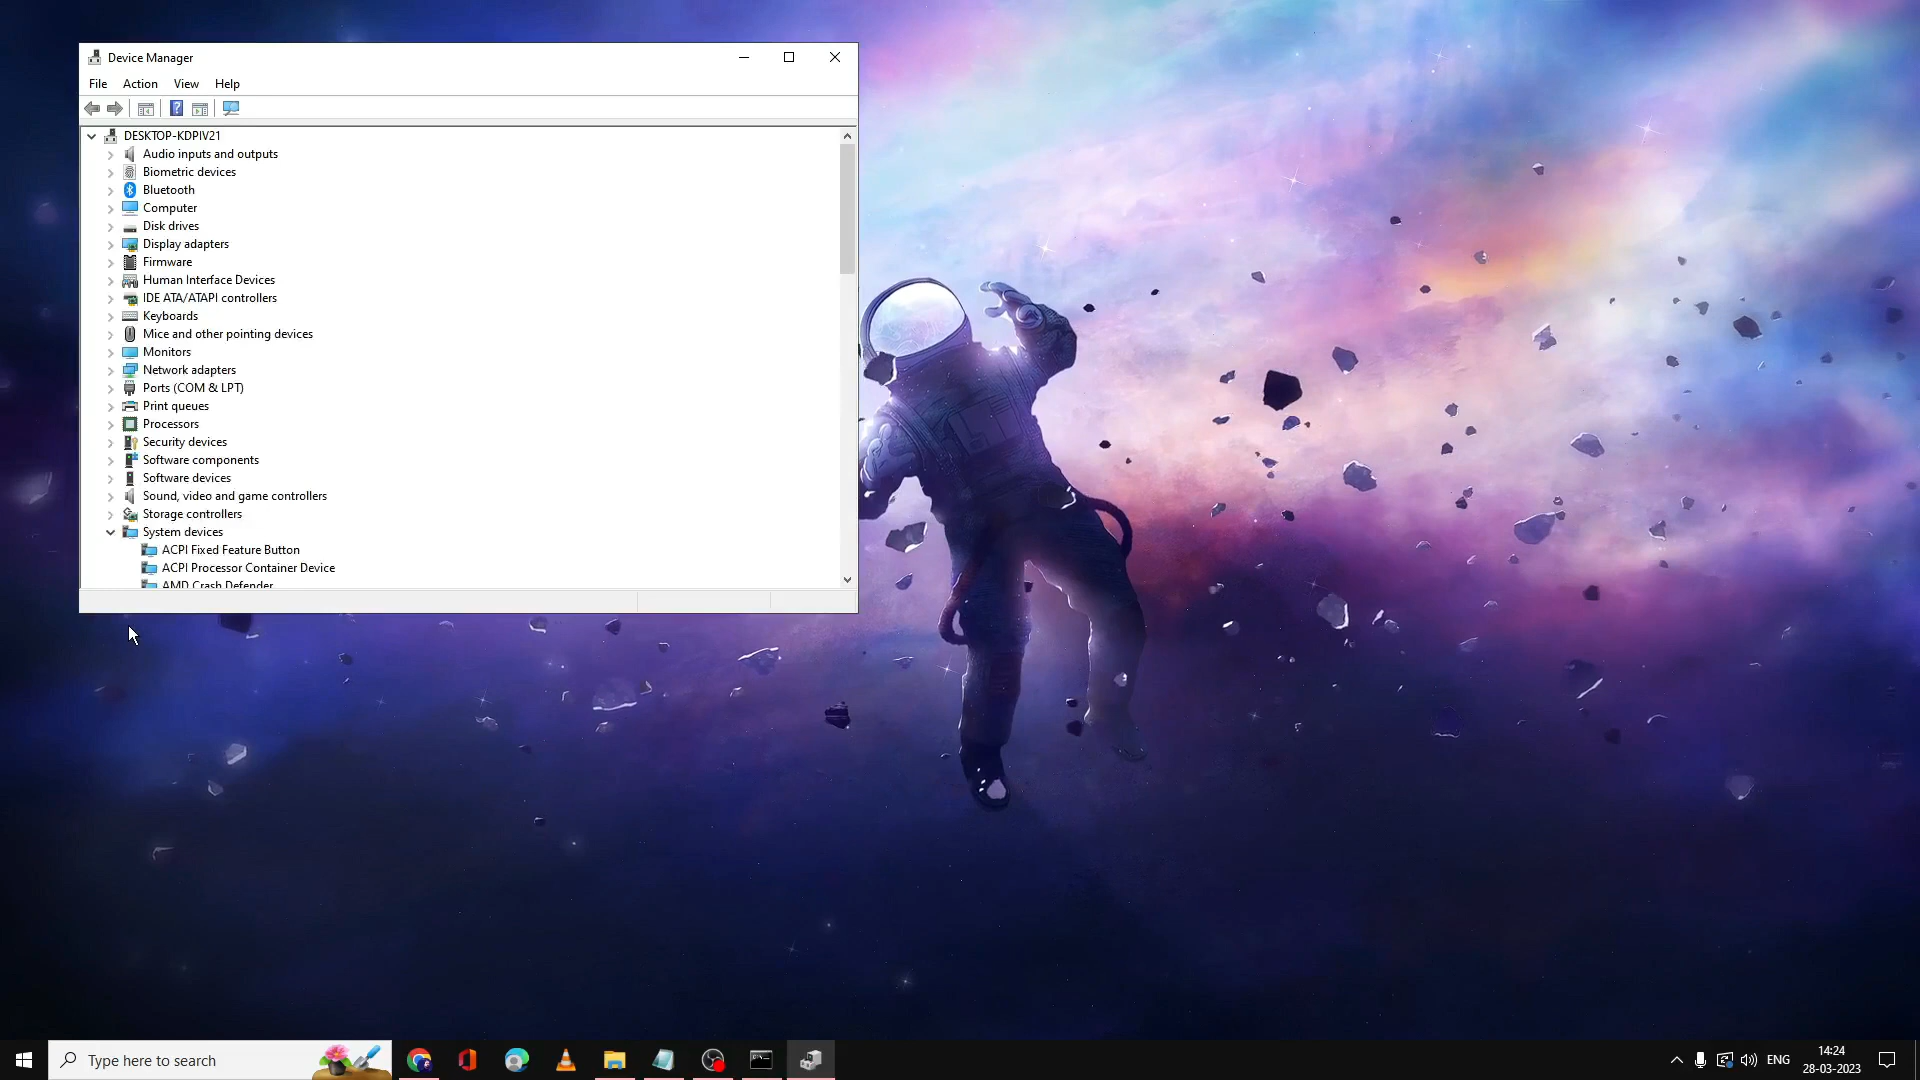 Device Manager
File Action View Help
DESKTOP-KDPIV21
Audio inputs and outputs
Biometric devices
Bluetooth
Computer
Disk drives
Display adapters
Firmware
Human Interface Devices
IDE ATA/ATAPI controllers
Keyboards
Mice and other pointing devices
Monitors
Network adapters
Ports (COM & LPT)
Print queues
Processors
Security devices
Software components
Software devices
Sound, video and game controllers
Storage controllers
System devices
ACPI Fixed Feature Button
ACPI Processor Container Device
AMD Crash Defender
Type here to search
ENG
14:24
28-03-2023